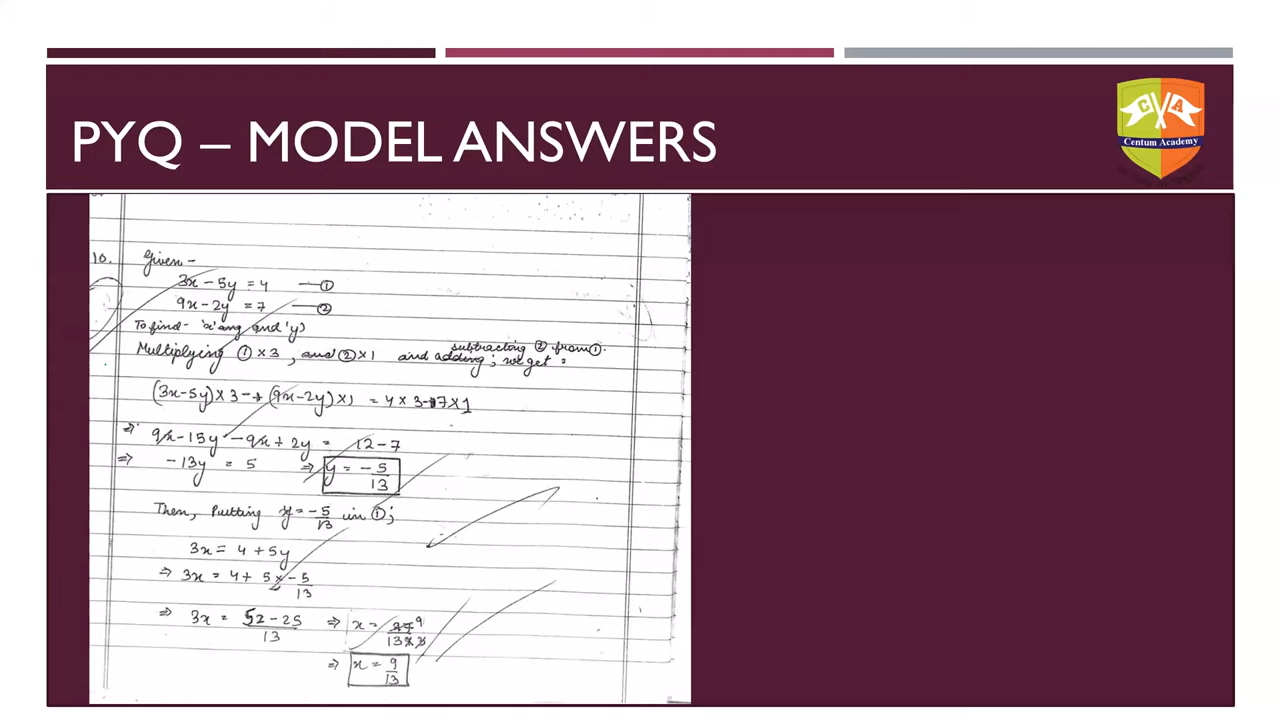 PYQ – MODEL ANSWERS
CA
Centum Academy
10. Given –
3x – 5y = 4 —①
9x – 2y = 7 —②
To find – 'x' ang and 'y)
Multiplying ① × 3, and ② × 1 and adding; we get =
subtracting ② from ①.
(3x – 5y) × 3 – (9x – 2y) × 1 = 4 × 3 – 7 × 1
⇒ 9x – 15y – 9x + 2y = 12 – 7
⇒ –13y = 5 ⇒ y = –5/13
Then, Putting y = –5/13 in ①;
3x = 4 + 5y
⇒ 3x = 4 + 5 × –5/13
⇒ 3x = 52 – 25/13 ⇒ x = 27 9/13 × 3
⇒ x = 9/13